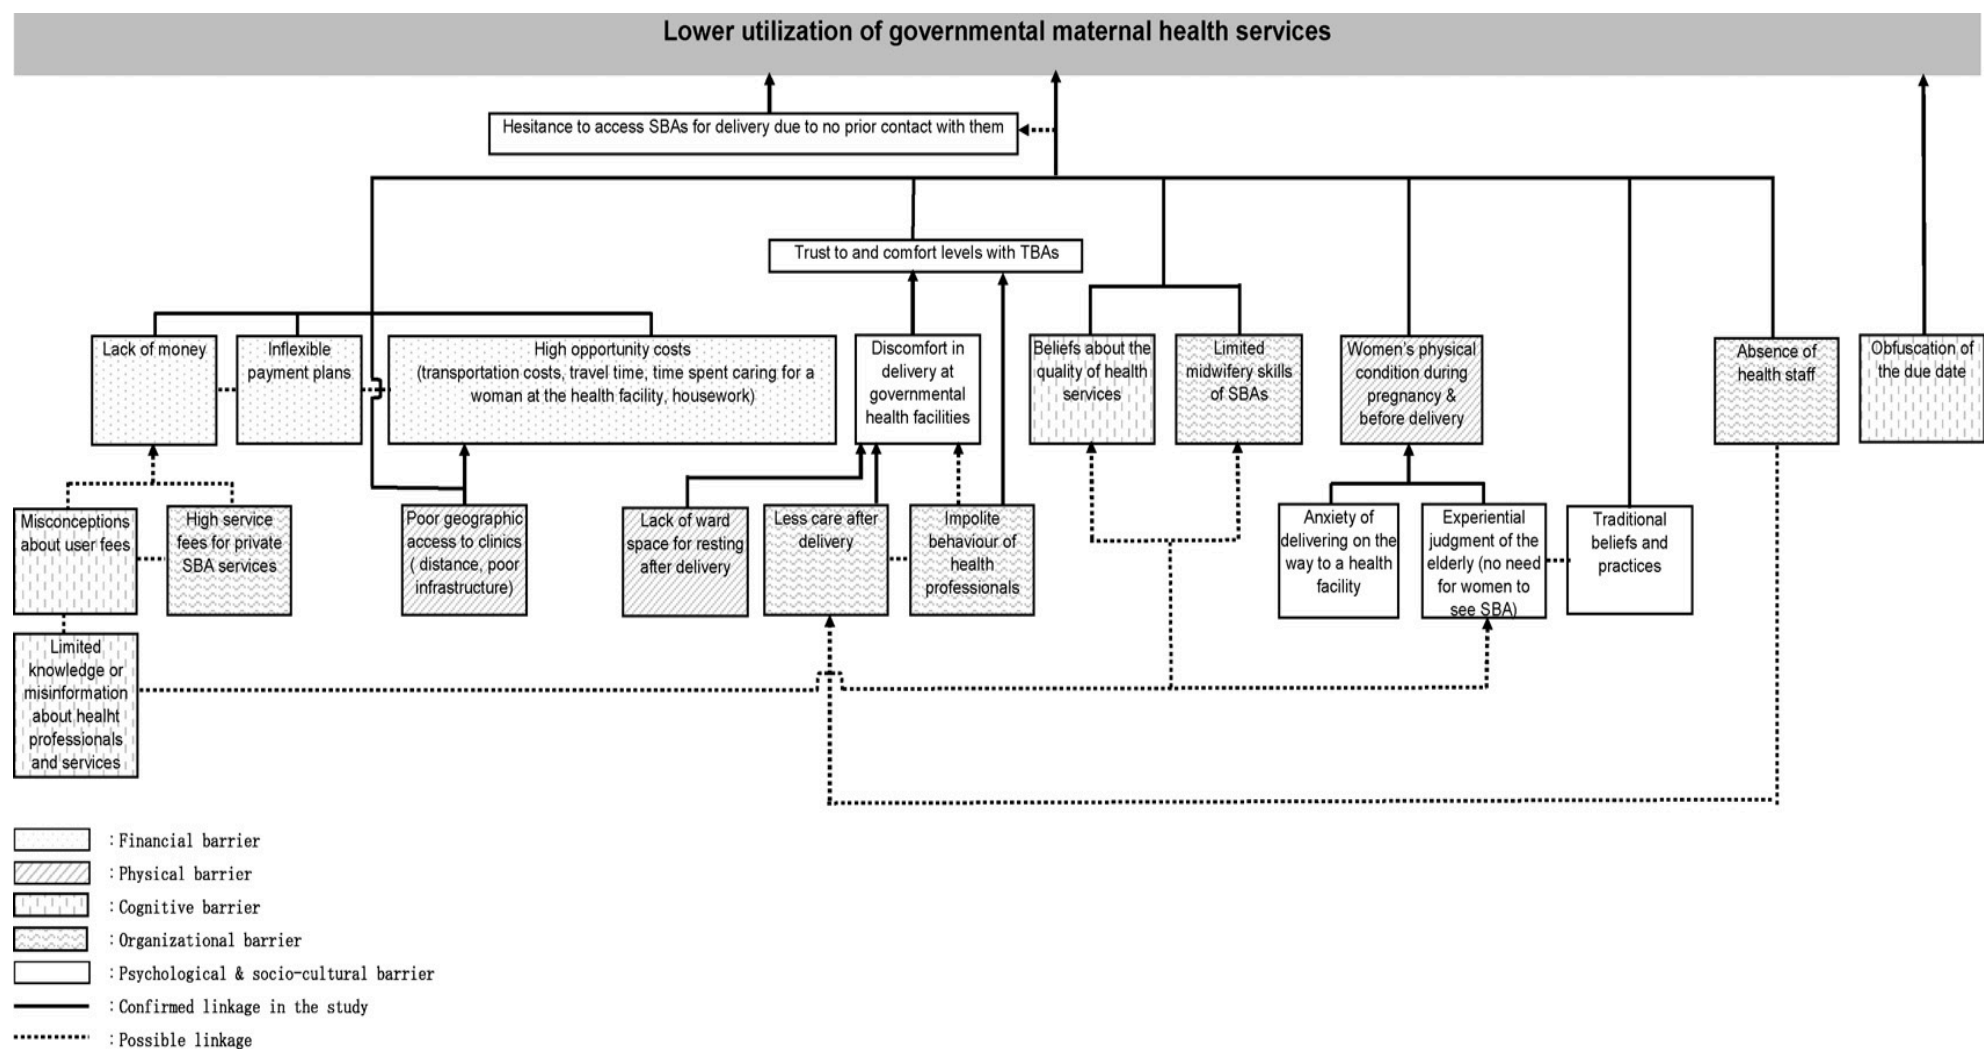 Lower utilization of governmental maternal health services
Hesitance to access SBAs for delivery due to no prior contact with them
Trust to and comfort levels with TBAs
Lack of money
Inflexible
payment plans
High opportunity costs
(transportation costs, travel time, time spent caring for a
woman at the health facility, housework)
Discomfort in
delivery at
governmental
health facilities
Beliefs about the
quality of health
services
Limited
midwifery skills
of SBAs
Women's physical
condition during
pregnancy &
before delivery
Absence of
health staff
Obfuscation of
the due date
Misconceptions
about user fees
High service
fees for private
SBA services
Poor geographic
access to clinics
( distance, poor
infrastructure)
Lack of ward
space for resting
after delivery
Less care after
delivery
Impolite
behaviour of
health
professionals
Anxiety of
delivering on the
way to a health
facility
Experiential
judgment of the
elderly (no need
for women to
see SBA)
Traditional
beliefs and
practices
Limited
knowledge or
misinformation
about healht
professionals
and services
: Financial barrier
: Physical barrier
: Cognitive barrier
: Organizational barrier
: Psychological & socio-cultural barrier
: Confirmed linkage in the study
: Possible linkage